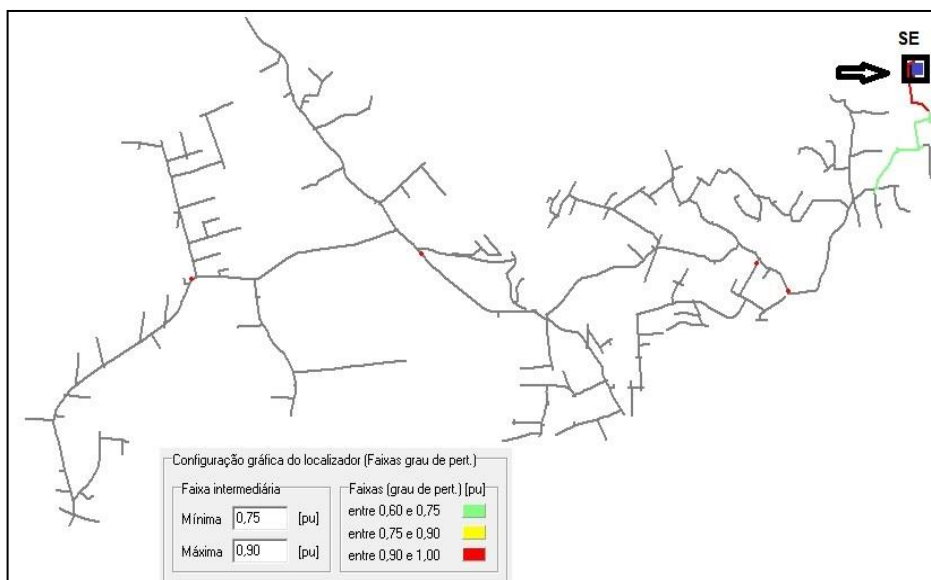 SE
Configuração gráfica do localizador (Faixas grau de pert.)
Faixa intermediária
Mínima 0,75 [pu]
Máxima 0,90 [pu]
Faixas (grau de pert.) [pu]
entre 0,60 e 0,75
entre 0,75 e 0,90
entre 0,90 e 1,00